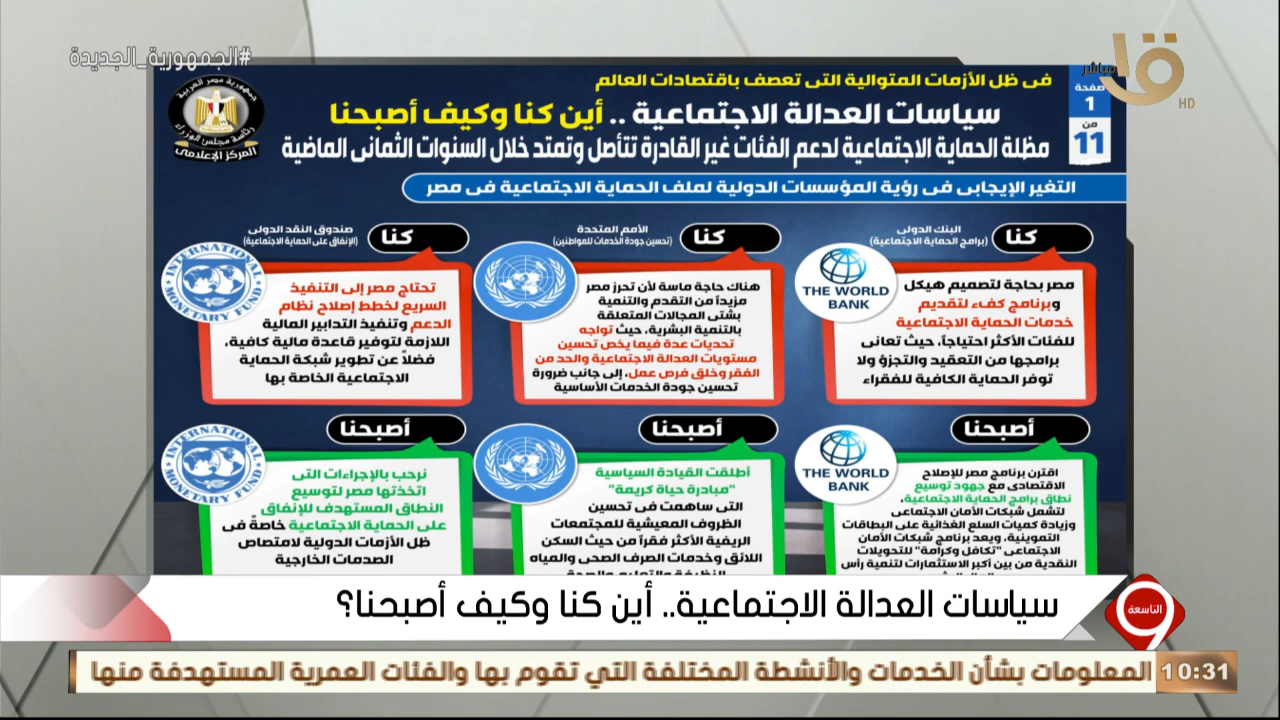 #الجمهورية_الجديدة
مباشر
HD
صفحة
1
من
11
فى ظل الأزمات المتوالية التى تعصف باقتصادات العالم
سياسات العدالة الاجتماعية .. أين كنا وكيف أصبحنا
مظلة الحماية الاجتماعية لدعم الفئات غير القادرة تتأصل وتمتد خلال السنوات الثمانى الماضية
جمهورية مصر العربية
رئاسة مجلس الوزراء
المركز الإعلامى
التغير الإيجابى فى رؤية المؤسسات الدولية لملف الحماية الاجتماعية فى مصر
كنا
البنك الدولى
(برامج الحماية الاجتماعية)
THE WORLD
BANK
مصر بحاجة لتصميم هيكل
وبرنامج كفء لتقديم
خدمات الحماية الاجتماعية
للفئات الأكثر احتياجاً، حيث تعانى
برامجها من التعقيد والتجزؤ ولا
توفر الحماية الكافية للفقراء
كنا
الأمم المتحدة
(تحسين جودة الخدمات للمواطنين)
هناك حاجة ماسة لأن تحرز مصر
مزيداً من التقدم والتنمية
بشتى المجالات المتعلقة
بالتنمية البشرية، حيث تواجه
تحديات عدة فيما يخص تحسين
مستويات العدالة الاجتماعية والحد من
الفقر وخلق فرص عمل، إلى جانب ضرورة
تحسين جودة الخدمات الأساسية
كنا
صندوق النقد الدولى
(الإنفاق على الحماية الاجتماعية)
INTERNATIONAL
MONETARY FUND
تحتاج مصر إلى التنفيذ
السريع لخطط إصلاح نظام
الدعم وتنفيذ التدابير المالية
اللازمة لتوفير قاعدة مالية كافية،
فضلاً عن تطوير شبكة الحماية
الاجتماعية الخاصة بها
أصبحنا
THE WORLD
BANK
اقترن برنامج مصر للإصلاح
الاقتصادى مع جهود توسيع
نطاق برامج الحماية الاجتماعية،
لتشمل شبكات الأمان الاجتماعى
وزيادة كميات السلع الغذائية على البطاقات
التموينية، ويعد برنامج شبكات الأمان
الاجتماعى "تكافل وكرامة" للتحويلات
النقدية من بين أكبر الاستثمارات لتنمية رأس
أصبحنا
أطلقت القيادة السياسية
"مبادرة حياة كريمة"
التى ساهمت فى تحسين
الظروف المعيشية للمجتمعات
الريفية الأكثر فقراً من حيث السكن
اللائق وخدمات الصرف الصحى والمياه
النظيفة والتعليم والصحة
أصبحنا
INTERNATIONAL
MONETARY FUND
نرحب بالإجراءات التى
اتخذتها مصر لتوسيع
النطاق المستهدف للإنفاق
على الحماية الاجتماعية خاصةً فى
ظل الأزمات الدولية لامتصاص
الصدمات الخارجية
التاسعة
سياسات العدالة الاجتماعية.. أين كنا وكيف أصبحنا؟
10:31
المعلومات بشأن الخدمات والأنشطة المختلفة التي تقوم بها والفئات العمرية المستهدفة منها